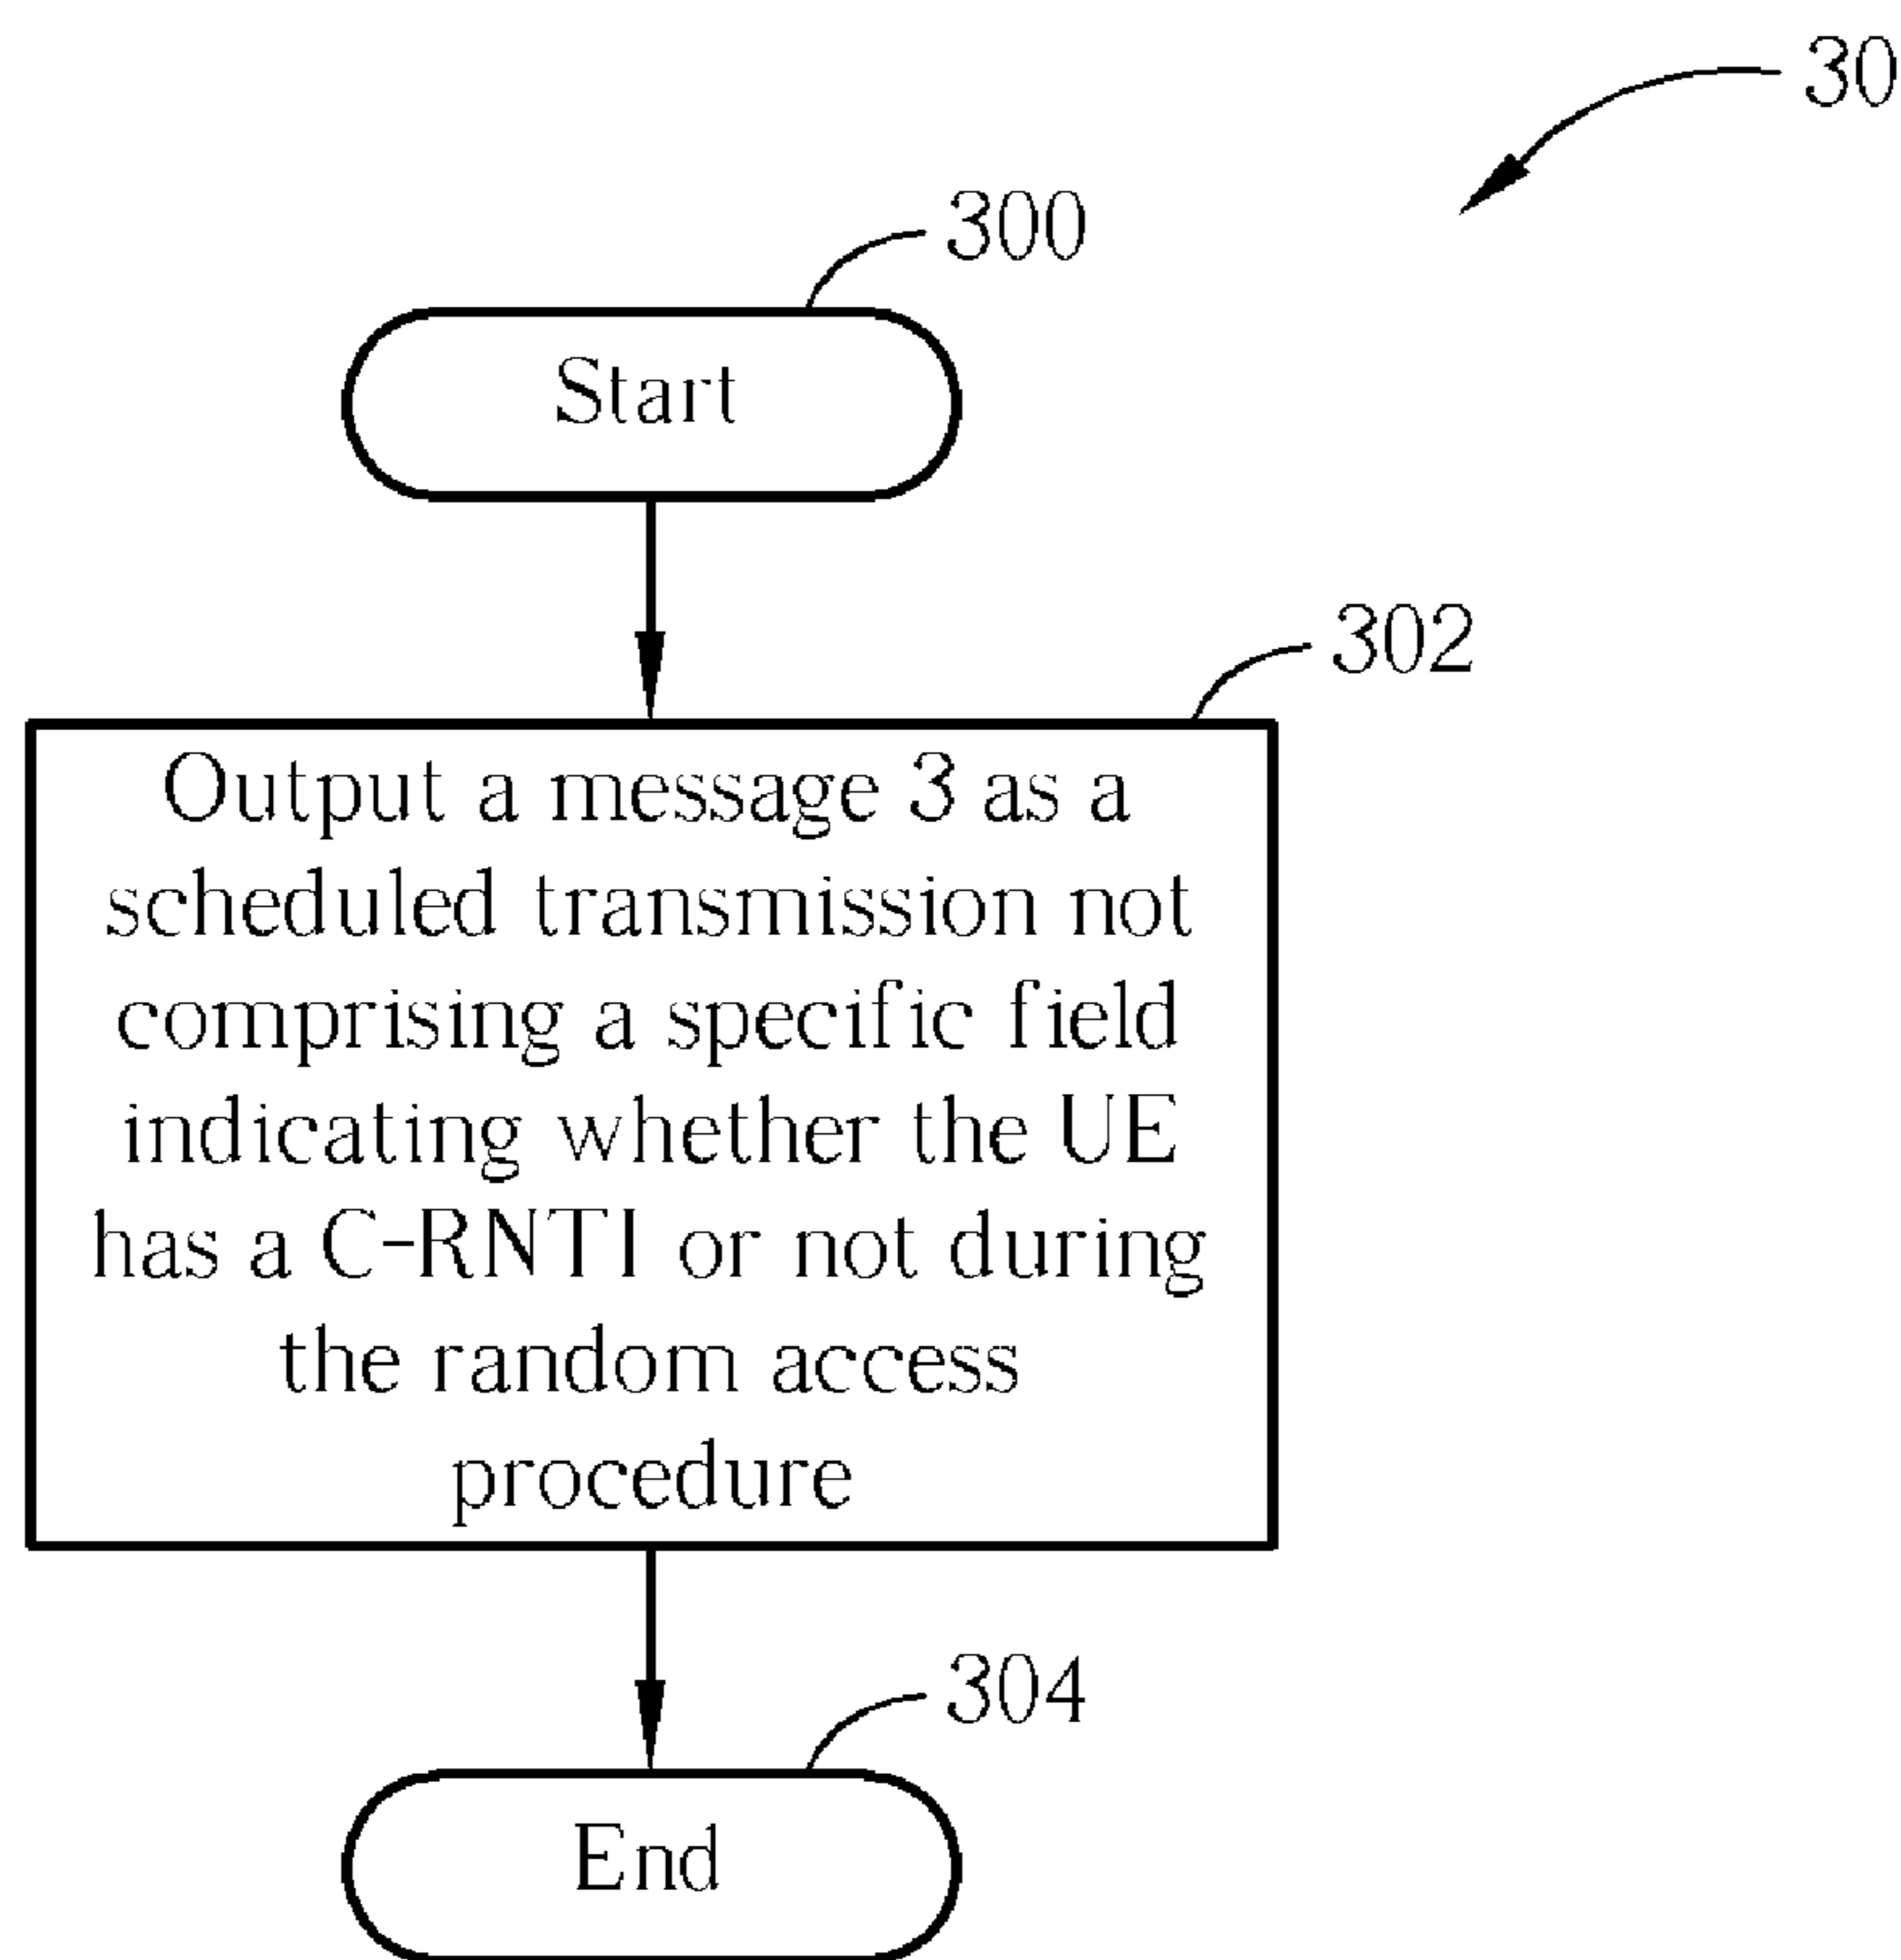 30
300
Start
302
Output a message 3 as a
scheduled transmission not
comprising a specific field
indicating whether the UE
has a C-RNTI or not during
the random access
procedure
304
End